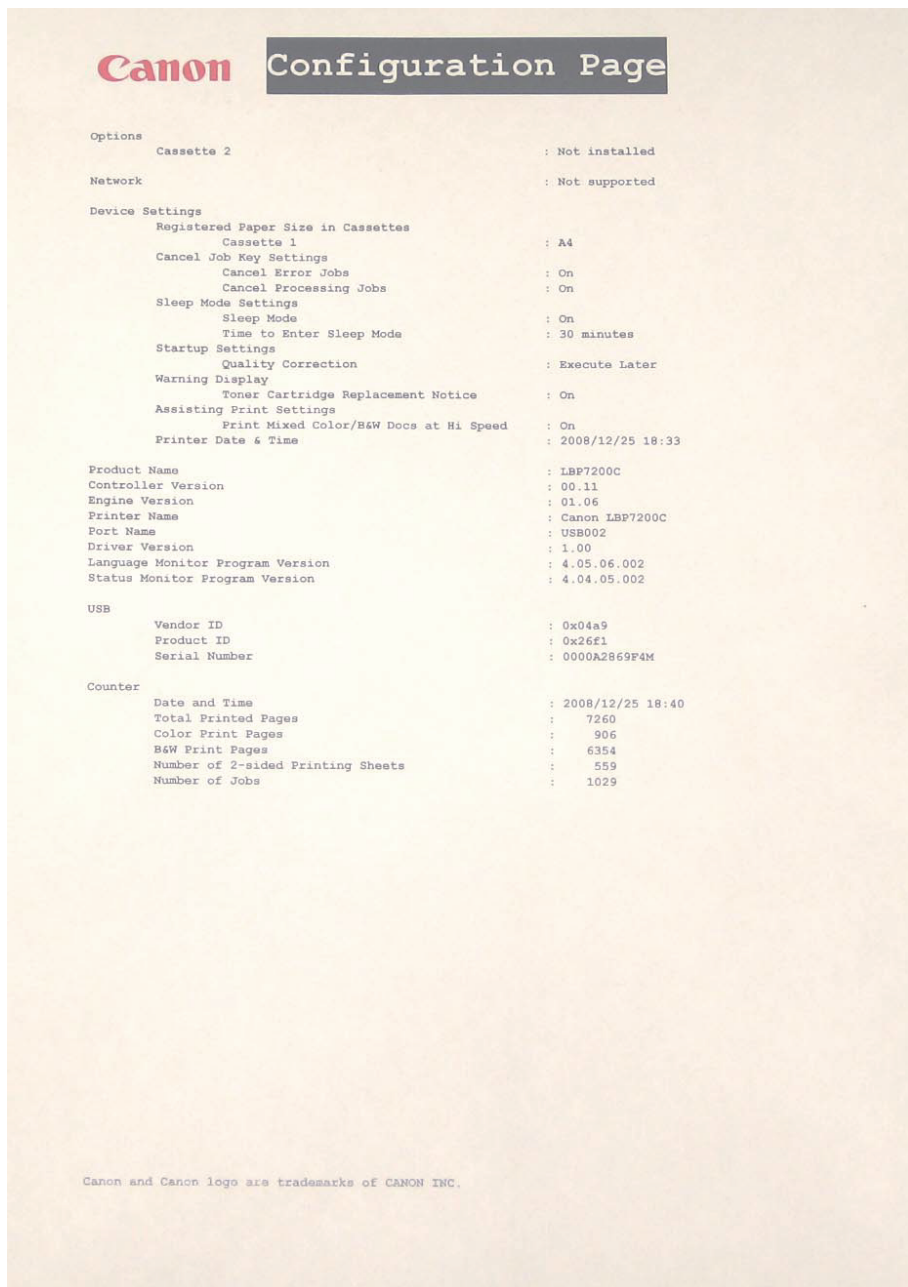 Canon Configuration Page
Options
Cassette 2 : Not installed
Network : Not supported
Device Settings
Registered Paper Size in Cassettes
Cassette 1 : A4
Cancel Job Key Settings
Cancel Error Jobs : On
Cancel Processing Jobs : On
Sleep Mode Settings
Sleep Mode : On
Time to Enter Sleep Mode : 30 minutes
Startup Settings
Quality Correction : Execute Later
Warning Display
Toner Cartridge Replacement Notice : On
Assisting Print Settings
Print Mixed Color/B&W Docs at Hi Speed : On
Printer Date & Time : 2008/12/25 18:33
Product Name : LBP7200C
Controller Version : 00.11
Engine Version : 01.06
Printer Name : Canon LBP7200C
Port Name : USB002
Driver Version : 1.00
Language Monitor Program Version : 4.05.06.002
Status Monitor Program Version : 4.04.05.002
USB
Vendor ID : 0x04a9
Product ID : 0x26f1
Serial Number : 0000A2869F4M
Counter
Date and Time : 2008/12/25 18:40
Total Printed Pages : 7260
Color Print Pages : 906
B&W Print Pages : 6354
Number of 2-sided Printing Sheets : 559
Number of Jobs : 1029
Canon and Canon logo are trademarks of CANON INC.